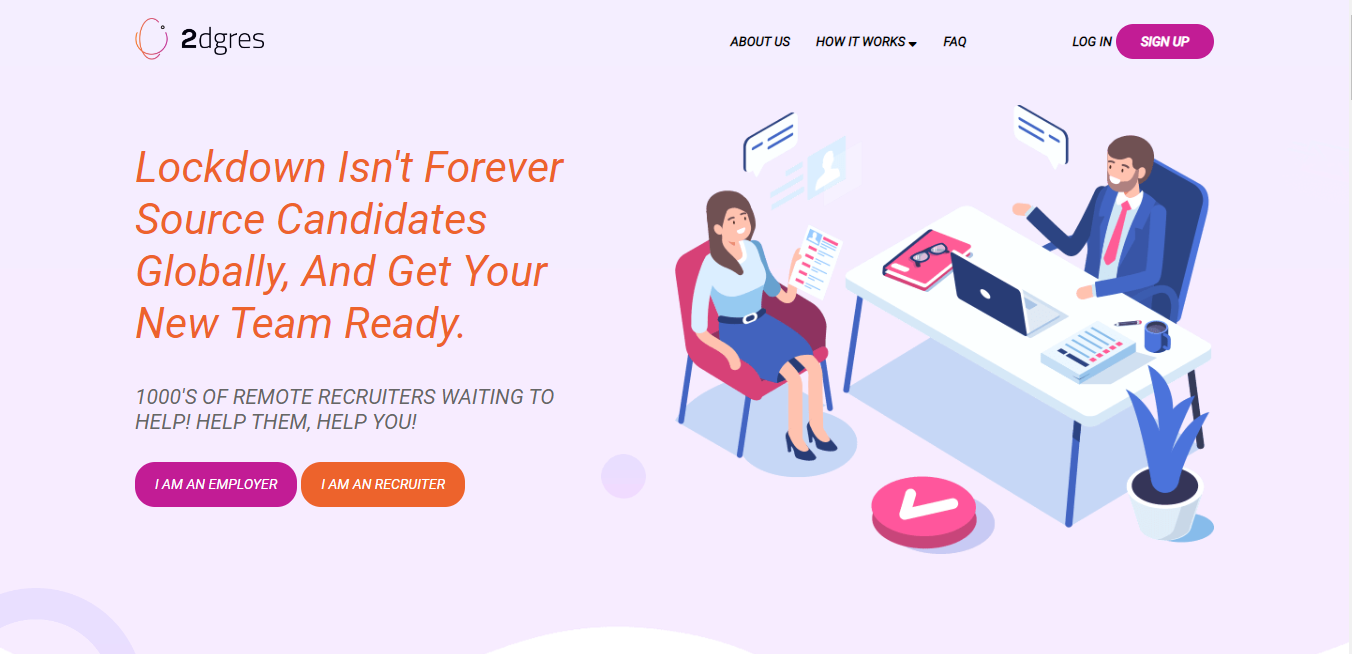 2dgres
ABOUT US
HOW IT WORKS
FAQ
LOG IN
SIGN UP
Lockdown Isn't Forever
Source Candidates
Globally, And Get Your
New Team Ready.
1000'S OF REMOTE RECRUITERS WAITING TO
HELP! HELP THEM, HELP YOU!
I AM AN EMPLOYER
I AM AN RECRUITER